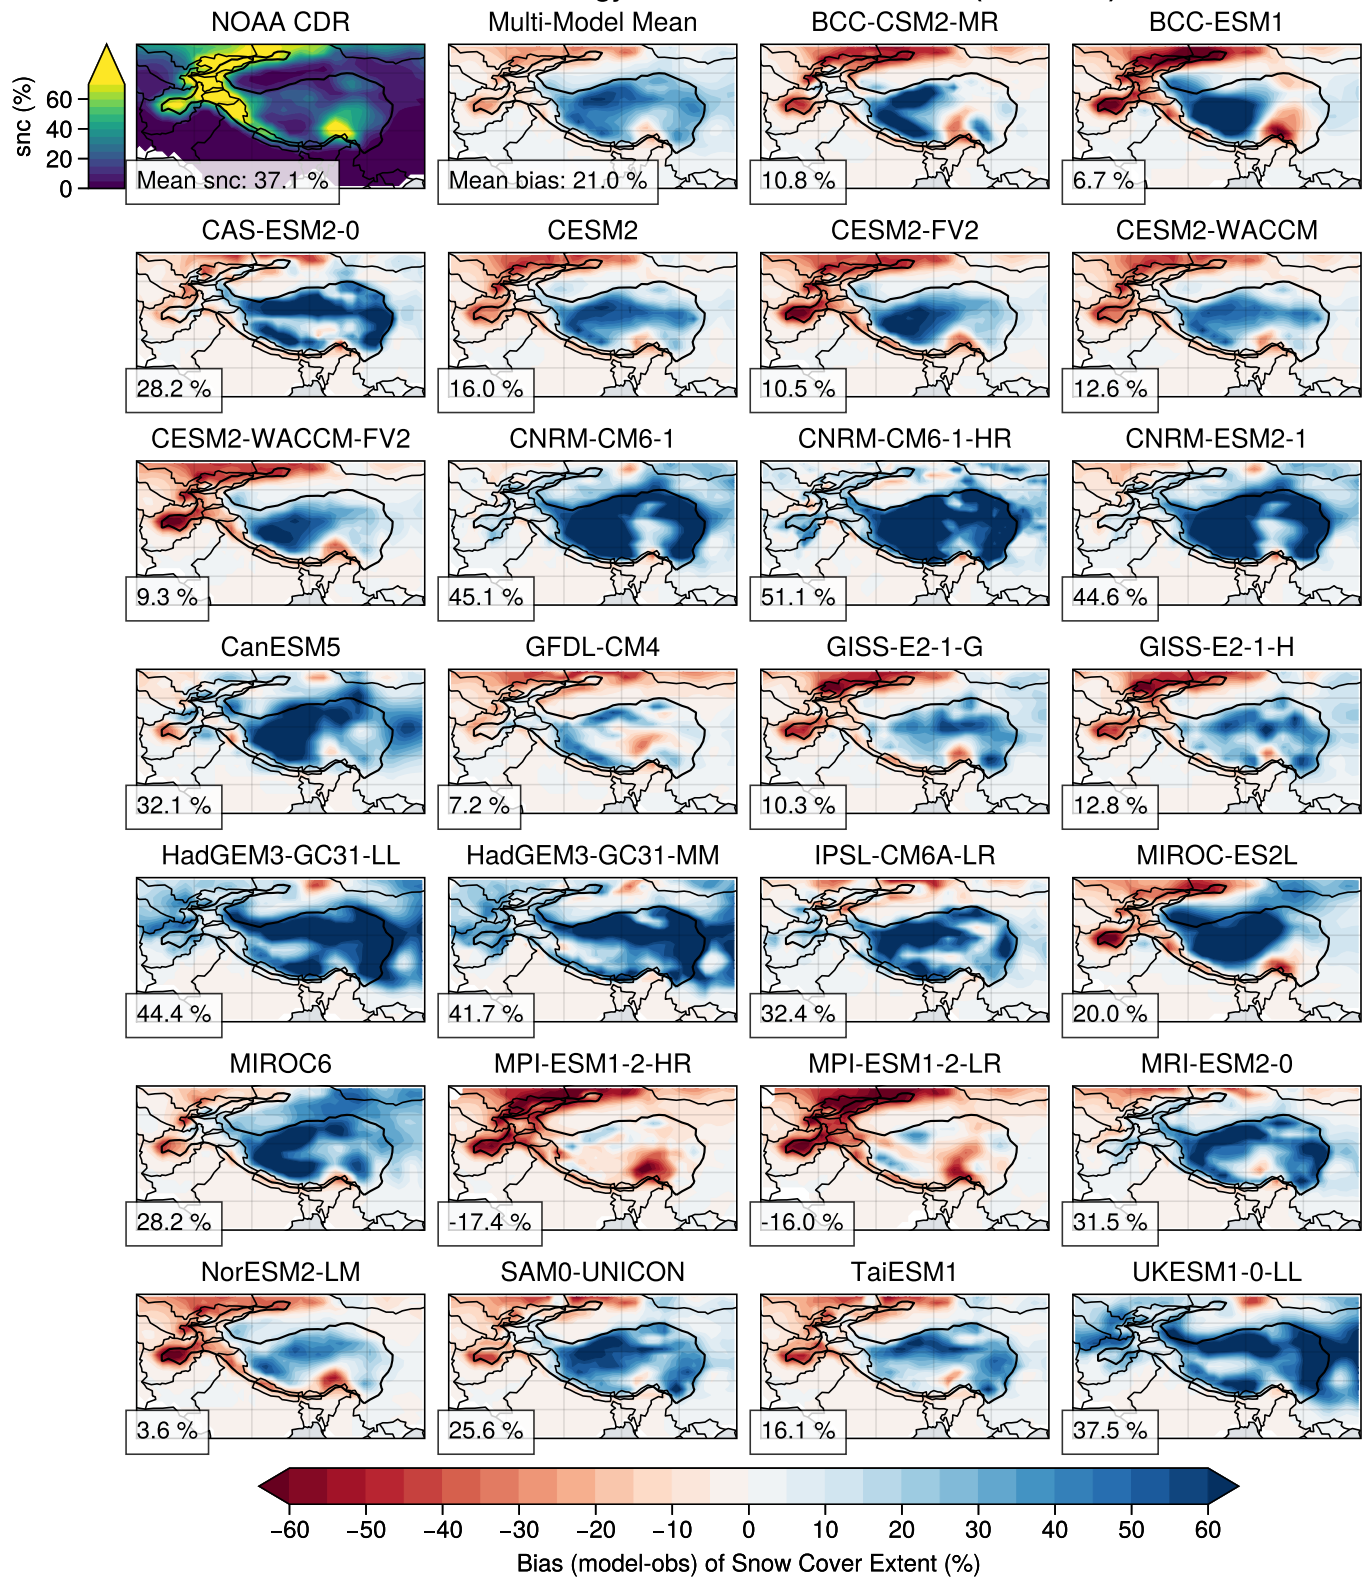 NOAA CDR
Multi-Model Mean
BCC-CSM2-MR
BCC-ESM1
snc (%)
60
40
20
0
Mean snc: 37.1 %
Mean bias: 21.0 %
10.8 %
6.7 %
CAS-ESM2-0
CESM2
CESM2-FV2
CESM2-WACCM
28.2 %
16.0 %
10.5 %
12.6 %
CESM2-WACCM-FV2
CNRM-CM6-1
CNRM-CM6-1-HR
CNRM-ESM2-1
9.3 %
45.1 %
51.1 %
44.6 %
CanESM5
GFDL-CM4
GISS-E2-1-G
GISS-E2-1-H
32.1 %
7.2 %
10.3 %
12.8 %
HadGEM3-GC31-LL
HadGEM3-GC31-MM
IPSL-CM6A-LR
MIROC-ES2L
44.4 %
41.7 %
32.4 %
20.0 %
MIROC6
MPI-ESM1-2-HR
MPI-ESM1-2-LR
MRI-ESM2-0
28.2 %
-17.4 %
-16.0 %
31.5 %
NorESM2-LM
SAM0-UNICON
TaiESM1
UKESM1-0-LL
3.6 %
25.6 %
16.1 %
37.5 %
−60 −50 −40 −30 −20 −10 0 10 20 30 40 50 60
Bias (model-obs) of Snow Cover Extent (%)